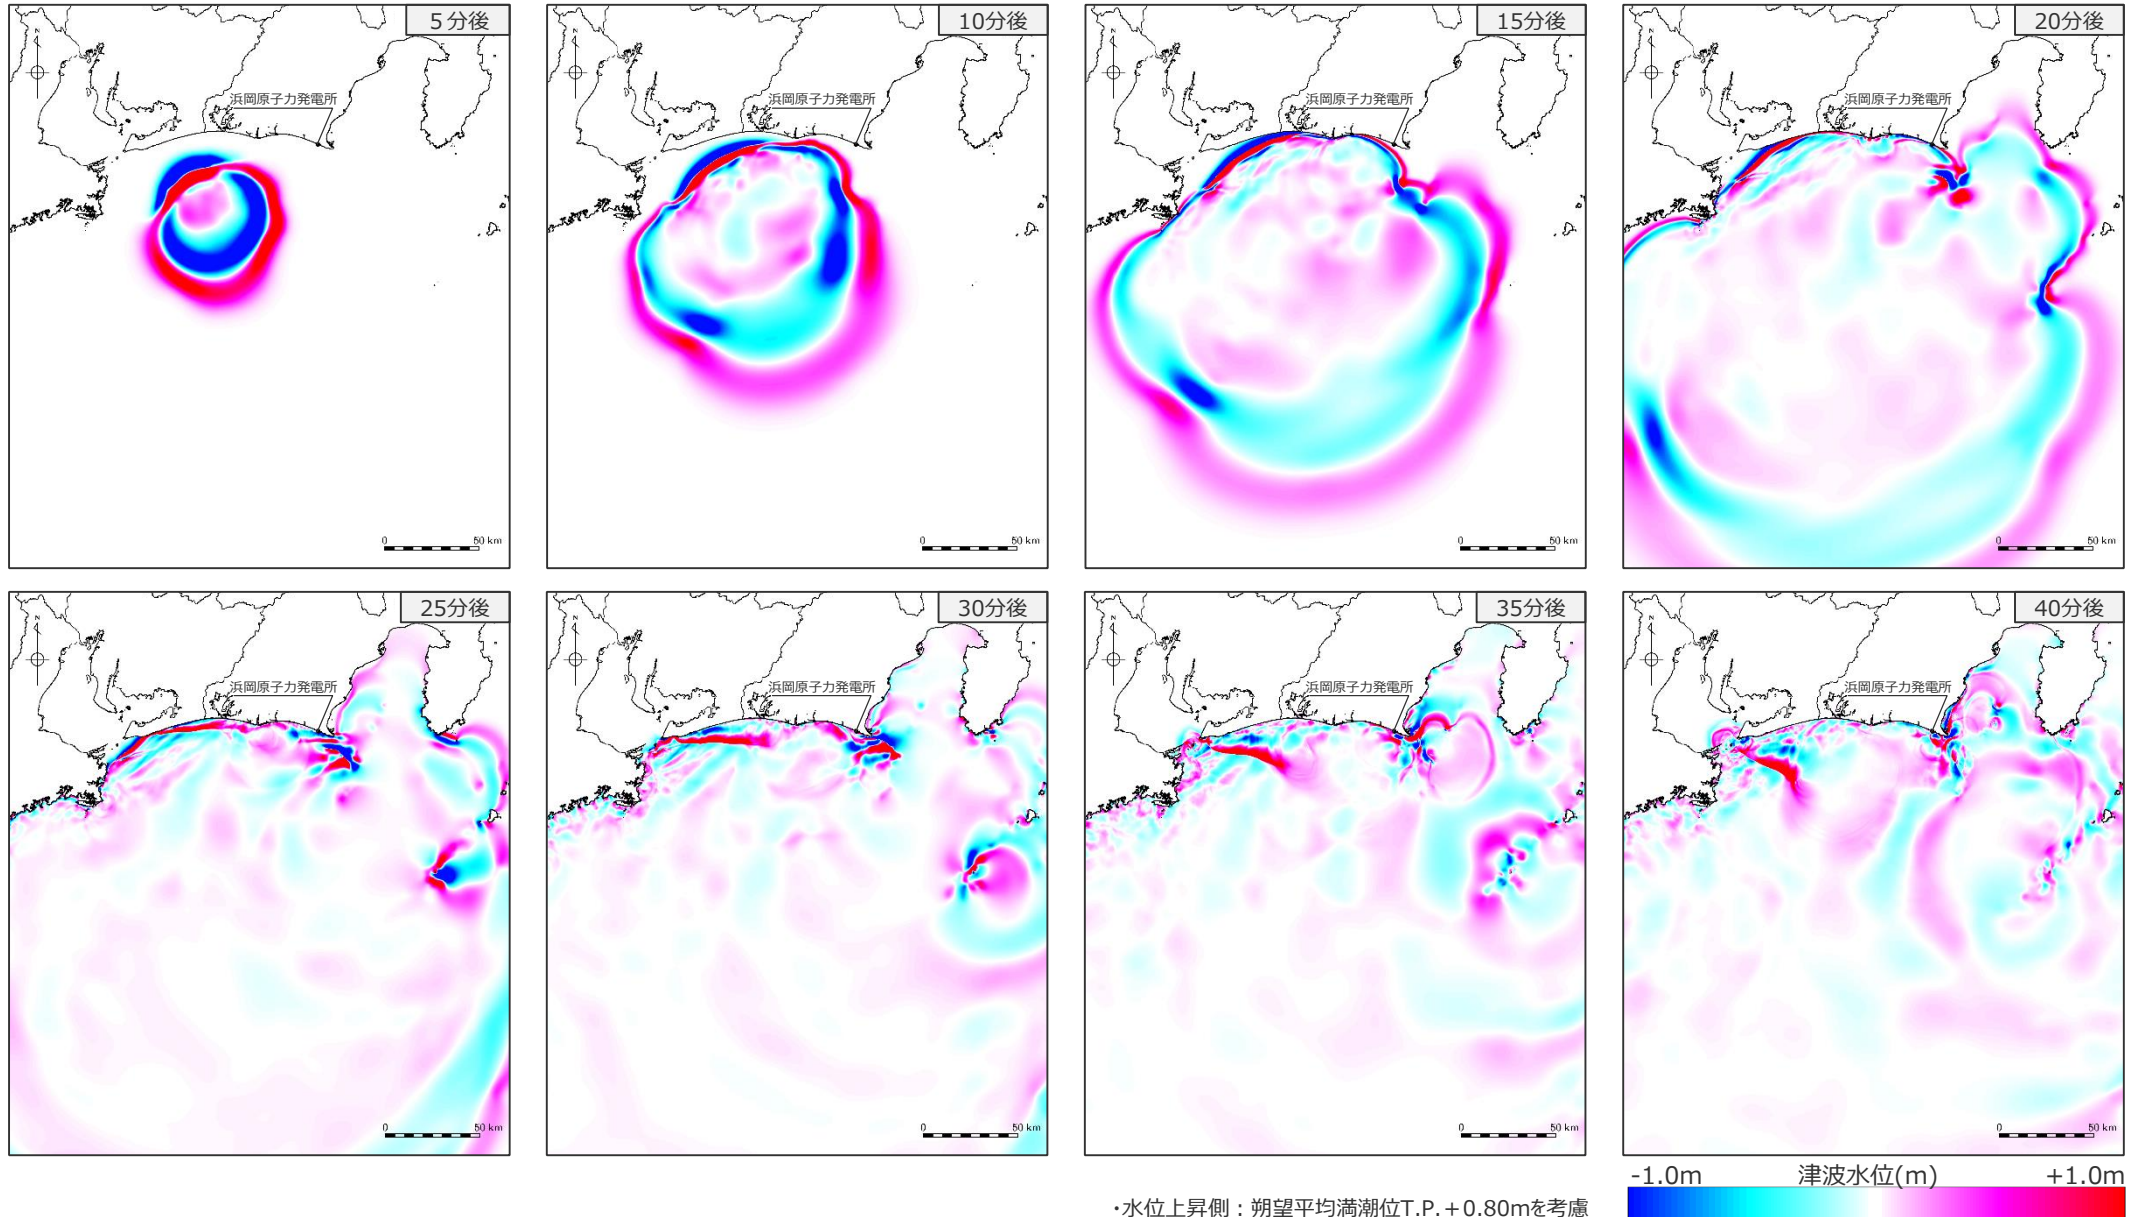 5分後
10分後
15分後
20分後
N
N
N
N
浜岡原子力発電所
浜岡原子力発電所
浜岡原子力発電所
浜岡原子力発電所
0 50 km
0 50 km
0 50 km
0 50 km
25分後
30分後
35分後
40分後
N
N
N
N
浜岡原子力発電所
浜岡原子力発電所
浜岡原子力発電所
浜岡原子力発電所
0 50 km
0 50 km
0 50 km
0 50 km
-1.0m 津波水位(m) +1.0m
・水位上昇側：朔望平均満潮位T.P.+0.80mを考慮